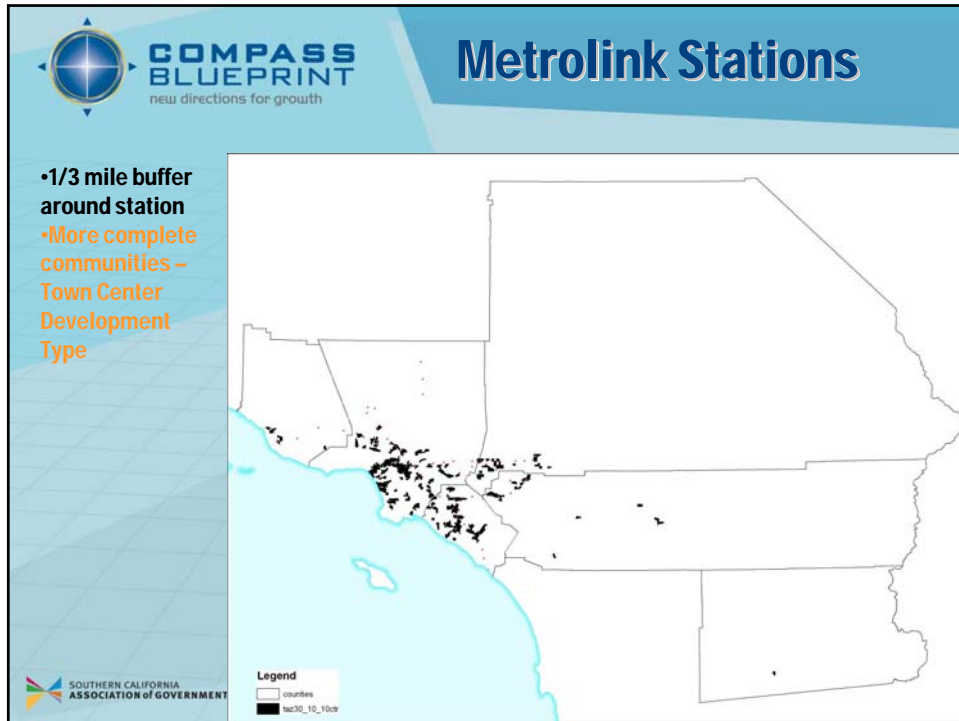 COMPASS
BLUEPRINT
new directions for growth
Metrolink Stations
•1/3 mile buffer
around station
•More complete
communities –
Town Center
Development
Type
Legend
counties
taz30_10_10ctr
SOUTHERN CALIFORNIA
ASSOCIATION of GOVERNMENT